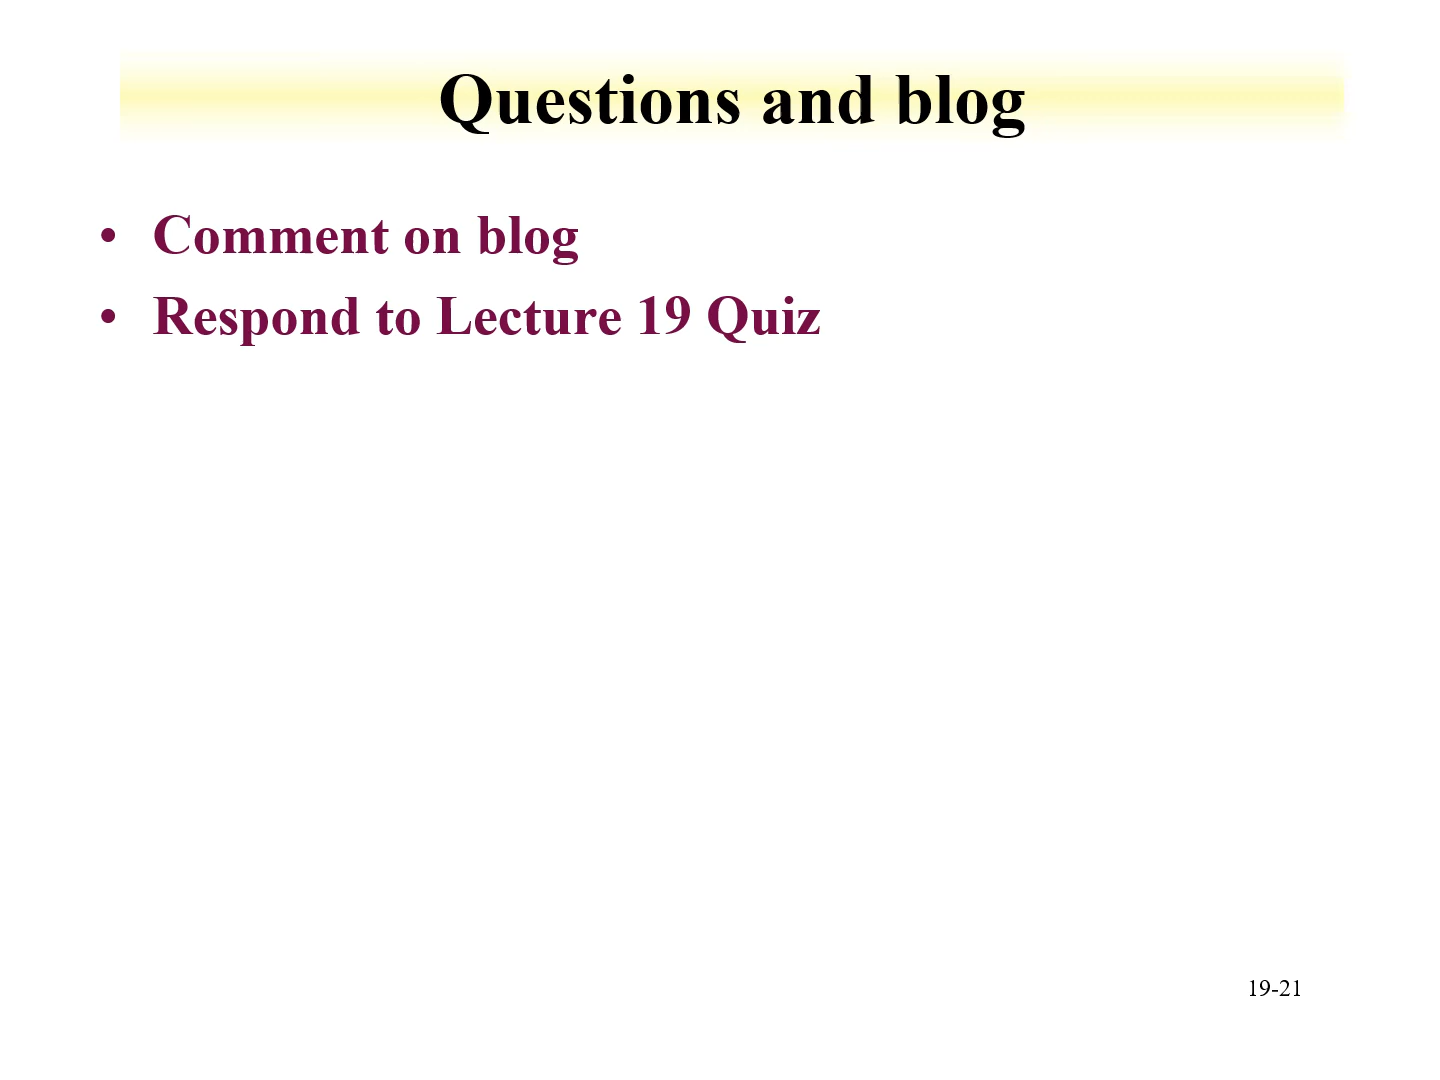 Questions and blog
• Comment on blog
• Respond to Lecture 19 Quiz
19-21